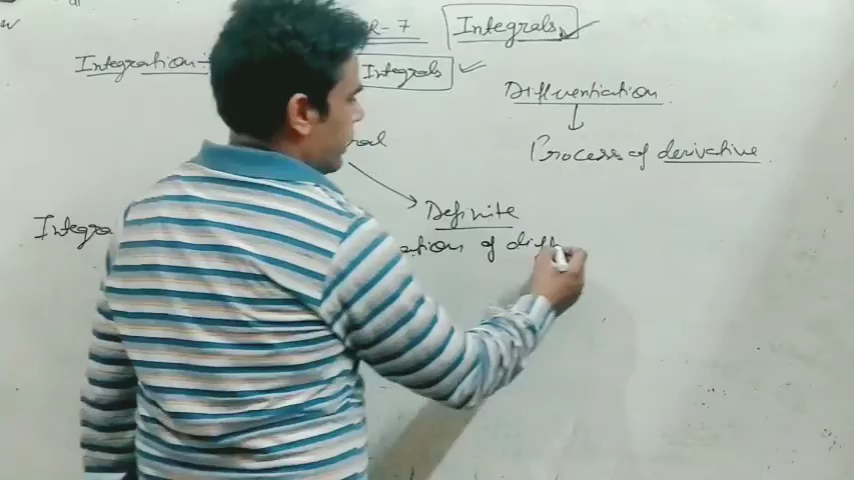 R-7 Integrals
Integration:- Integrals
Differentiation
Process of derivative
Definite
Integra ation of diff